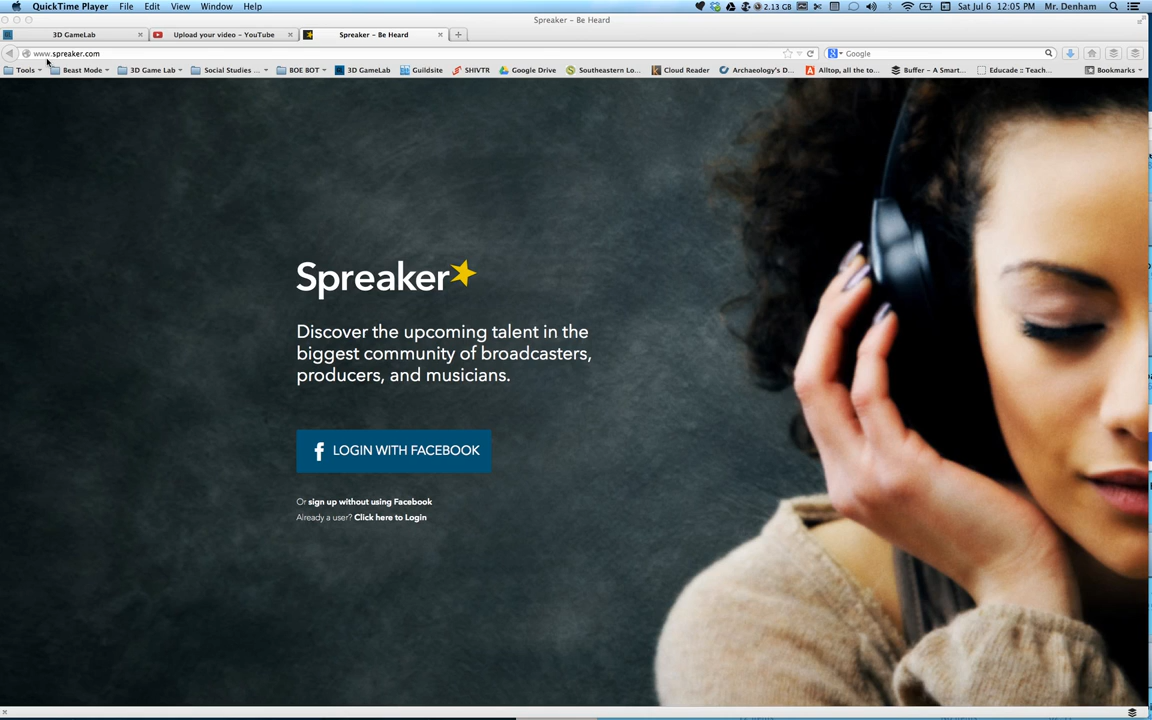 QuickTime Player File Edit View Window Help 2.13 GB Sat Jul 6 12:05 PM Mr. Denham
Spreaker – Be Heard
3D GameLab Upload your video – YouTube Spreaker – Be Heard
www.spreaker.com Google
Tools Beast Mode 3D Game Lab Social Studies ... BOE BOT 3D GameLab Guildsite SHIVTR Google Drive Southeastern Lo... Cloud Reader Archaeology's D... Alltop, all the to... Buffer – A Smart... Educade :: Teach... Bookmarks
Spreaker
Discover the upcoming talent in the
biggest community of broadcasters,
producers, and musicians.
f LOGIN WITH FACEBOOK
Or sign up without using Facebook
Already a user? Click here to Login